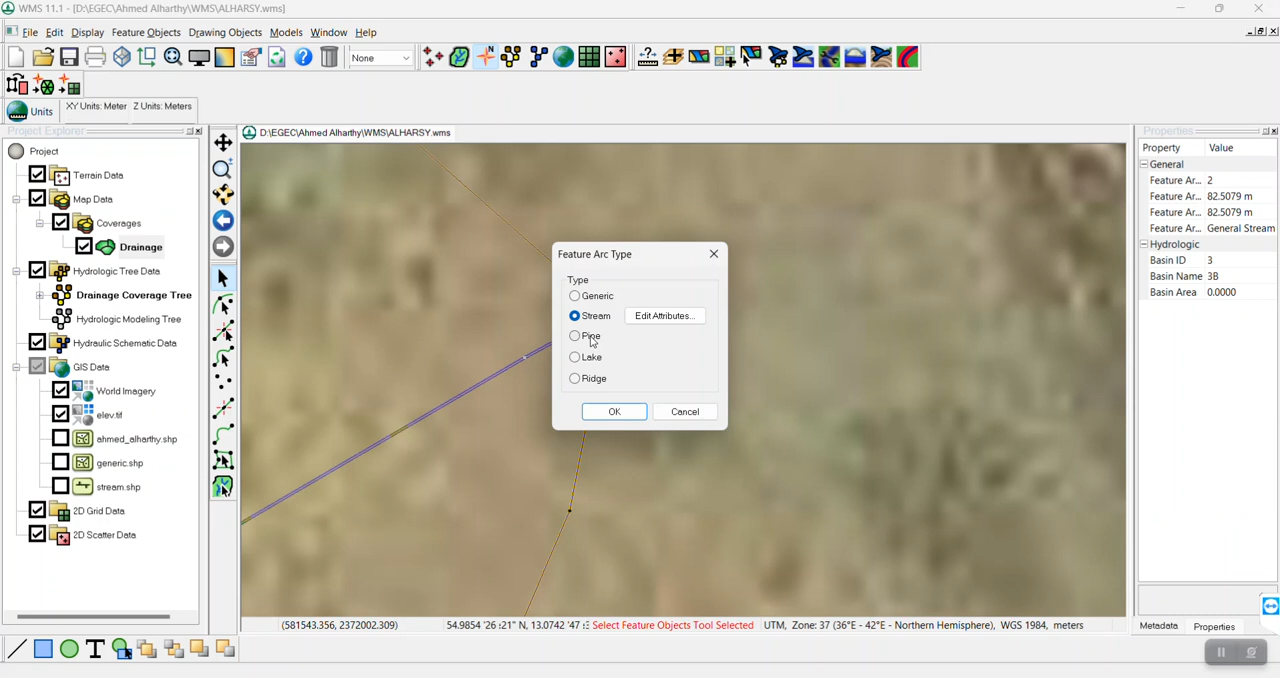 WMS 11.1 - [D:\EGEC\Ahmed Alharthy\WMS\ALHARSY.wms]
File Edit Display Feature Objects Drawing Objects Models Window Help
None
Units XY Units: Meter Z Units: Meters
Project Explorer
Project
Terrain Data
Map Data
Coverages
Drainage
Hydrologic Tree Data
Drainage Coverage Tree
Hydrologic Modeling Tree
Hydraulic Schematic Data
GIS Data
World Imagery
elev.tif
ahmed_alharthy.shp
generic.shp
stream.shp
2D Grid Data
2D Scatter Data
D:\EGEC\Ahmed Alharthy\WMS\ALHARSY.wms
Feature Arc Type
Type
Generic
Stream Edit Attributes...
Pipe
Lake
Ridge
OK Cancel
Properties
Property Value
General
Feature Ar... 2
Feature Ar... 82.5079 m
Feature Ar... 82.5079 m
Feature Ar... General Stream
Hydrologic
Basin ID 3
Basin Name 3B
Basin Area 0.0000
Metadata Properties
(581543.356, 2372002.309) 54.9854 '26 :21" N, 13.0742 '47 : Select Feature Objects Tool Selected UTM, Zone: 37 (36°E - 42°E - Northern Hemisphere), WGS 1984, meters